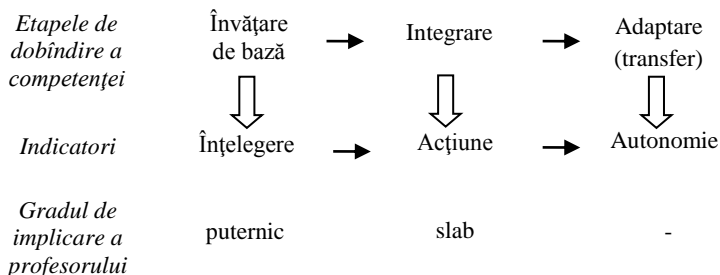 Etapele de
dobîndire a
competenţei
Învăţare
de bază
Integrare
Adaptare
(transfer)
Indicatori
Înţelegere
Acţiune
Autonomie
Gradul de
implicare a
profesorului
puternic
slab
-